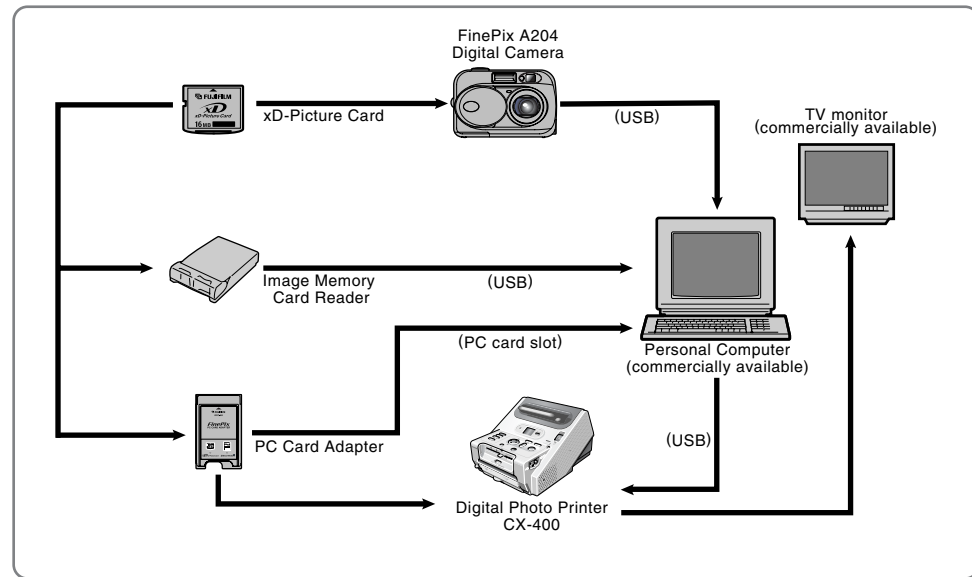 FinePix A204
Digital Camera
FUJIFILM
xD
xD-Picture Card
16MB
xD-Picture Card
(USB)
TV monitor
(commercially available)
Image Memory
Card Reader
(USB)
(PC card slot)
Personal Computer
(commercially available)
FinePix
PC Card Adapter
(USB)
Digital Photo Printer
CX-400